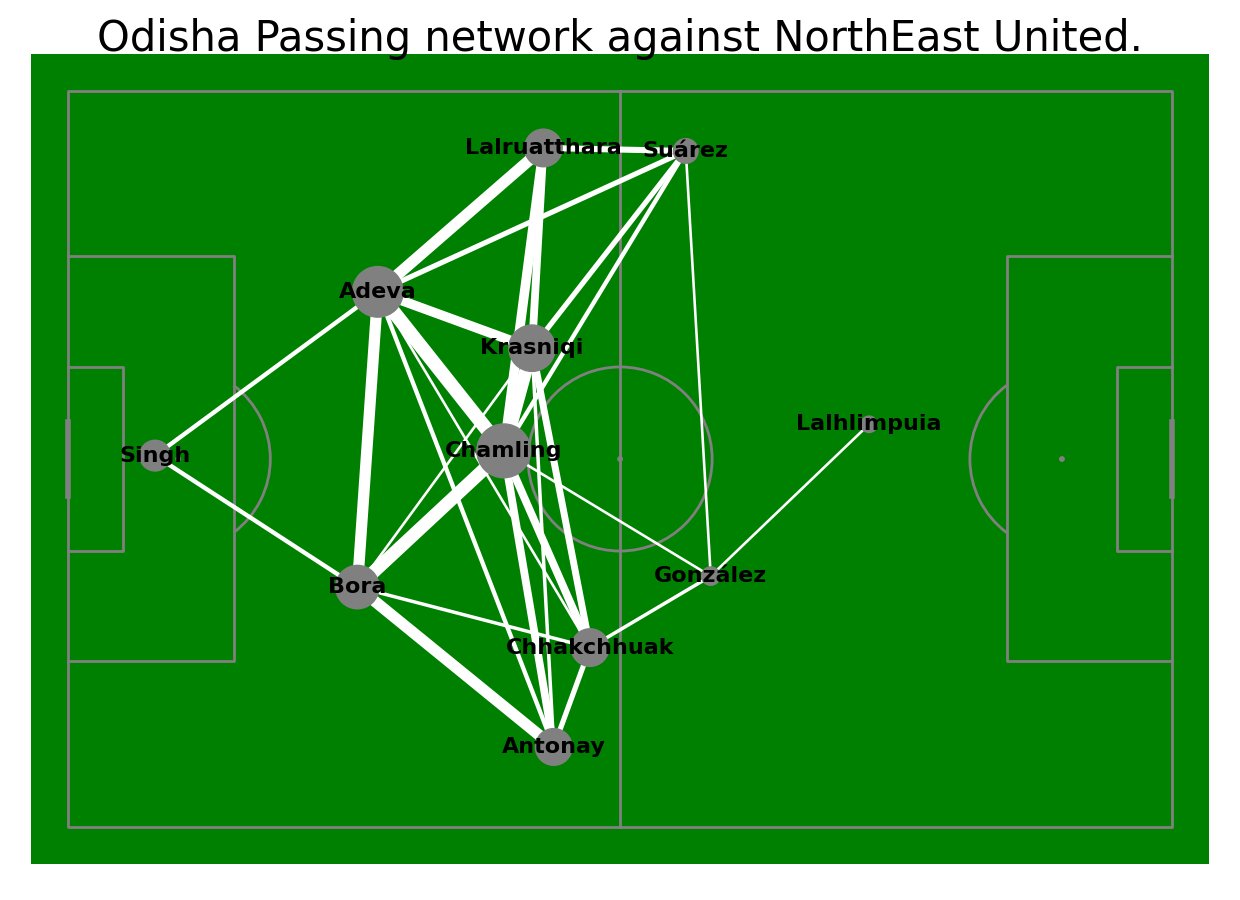 Odisha Passing network against NorthEast United.
Lalruatthara
Suárez
Adeva
Krasniqi
Lalhlimpuia
Chamling
Singh
González
Bora
Chhakchhuak
Antonay